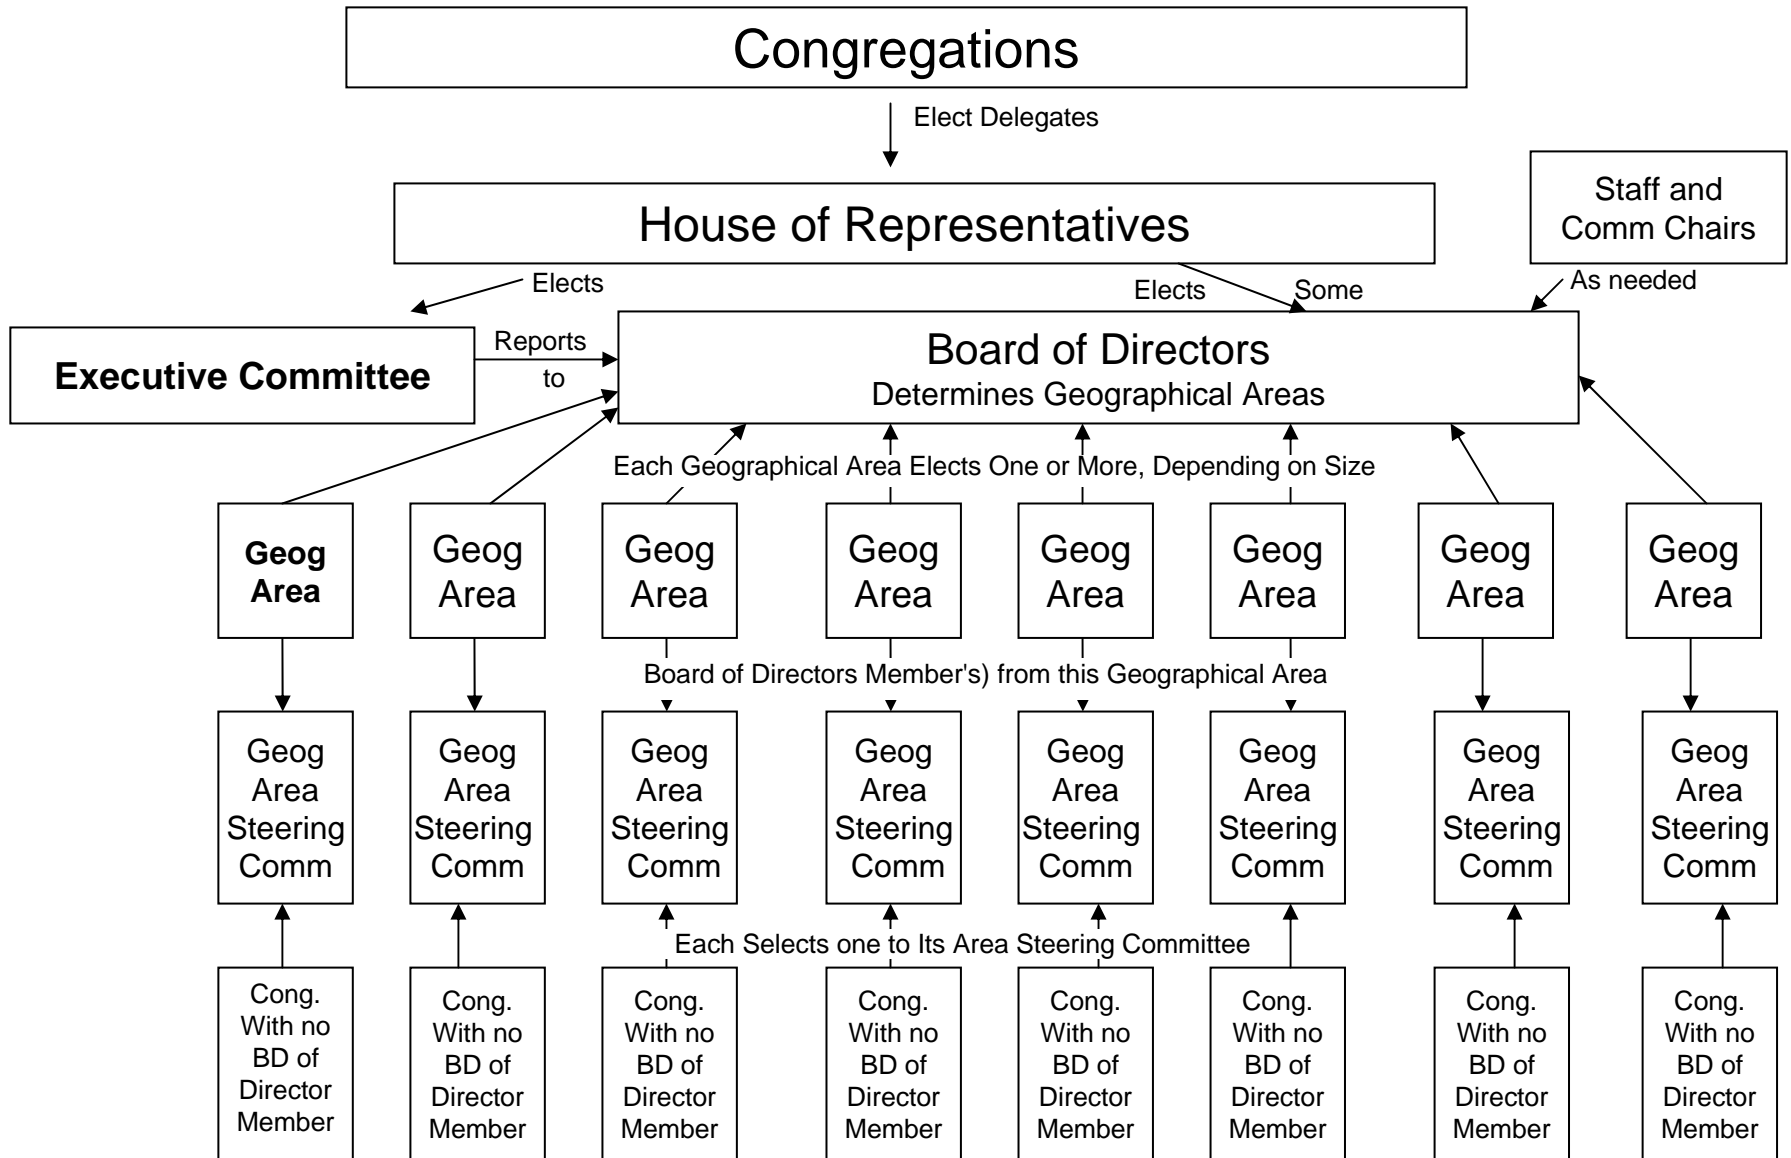 Congregations
Elect Delegates
Staff and
Comm Chairs
House of Representatives
As needed
Elects
Elects Some
Executive Committee
Reports
to
Board of Directors
Determines Geographical Areas
Each Geographical Area Elects One or More, Depending on Size
Geog
Area
Geog
Area
Geog
Area
Geog
Area
Geog
Area
Geog
Area
Geog
Area
Geog
Area
Board of Directors Member's) from this Geographical Area
Geog
Area
Steering
Comm
Geog
Area
Steering
Comm
Geog
Area
Steering
Comm
Geog
Area
Steering
Comm
Geog
Area
Steering
Comm
Geog
Area
Steering
Comm
Geog
Area
Steering
Comm
Geog
Area
Steering
Comm
Each Selects one to Its Area Steering Committee
Cong.
With no
BD of
Director
Member
Cong.
With no
BD of
Director
Member
Cong.
With no
BD of
Director
Member
Cong.
With no
BD of
Director
Member
Cong.
With no
BD of
Director
Member
Cong.
With no
BD of
Director
Member
Cong.
With no
BD of
Director
Member
Cong.
With no
BD of
Director
Member